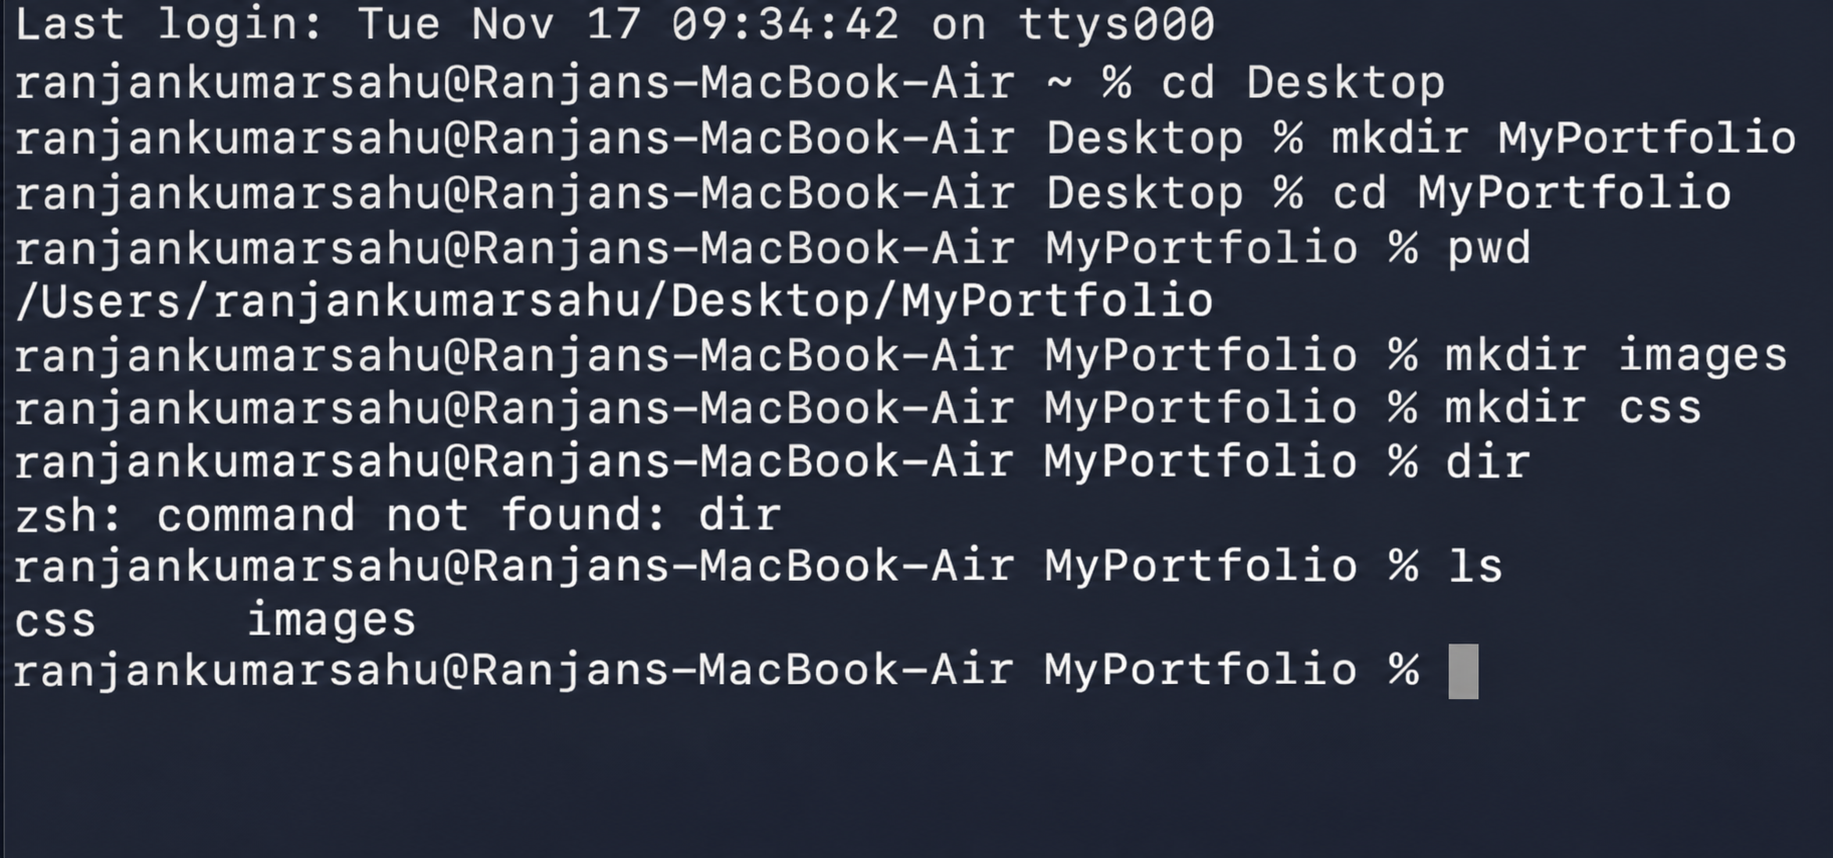 Last login: Tue Nov 17 09:34:42 on ttys000
ranjankumarsahu@Ranjans-MacBook-Air ~ % cd Desktop
ranjankumarsahu@Ranjans-MacBook-Air Desktop % mkdir MyPortfolio
ranjankumarsahu@Ranjans-MacBook-Air Desktop % cd MyPortfolio
ranjankumarsahu@Ranjans-MacBook-Air MyPortfolio % pwd
/Users/ranjankumarsahu/Desktop/MyPortfolio
ranjankumarsahu@Ranjans-MacBook-Air MyPortfolio % mkdir images
ranjankumarsahu@Ranjans-MacBook-Air MyPortfolio % mkdir css
ranjankumarsahu@Ranjans-MacBook-Air MyPortfolio % dir
zsh: command not found: dir
ranjankumarsahu@Ranjans-MacBook-Air MyPortfolio % ls
css     images
ranjankumarsahu@Ranjans-MacBook-Air MyPortfolio %